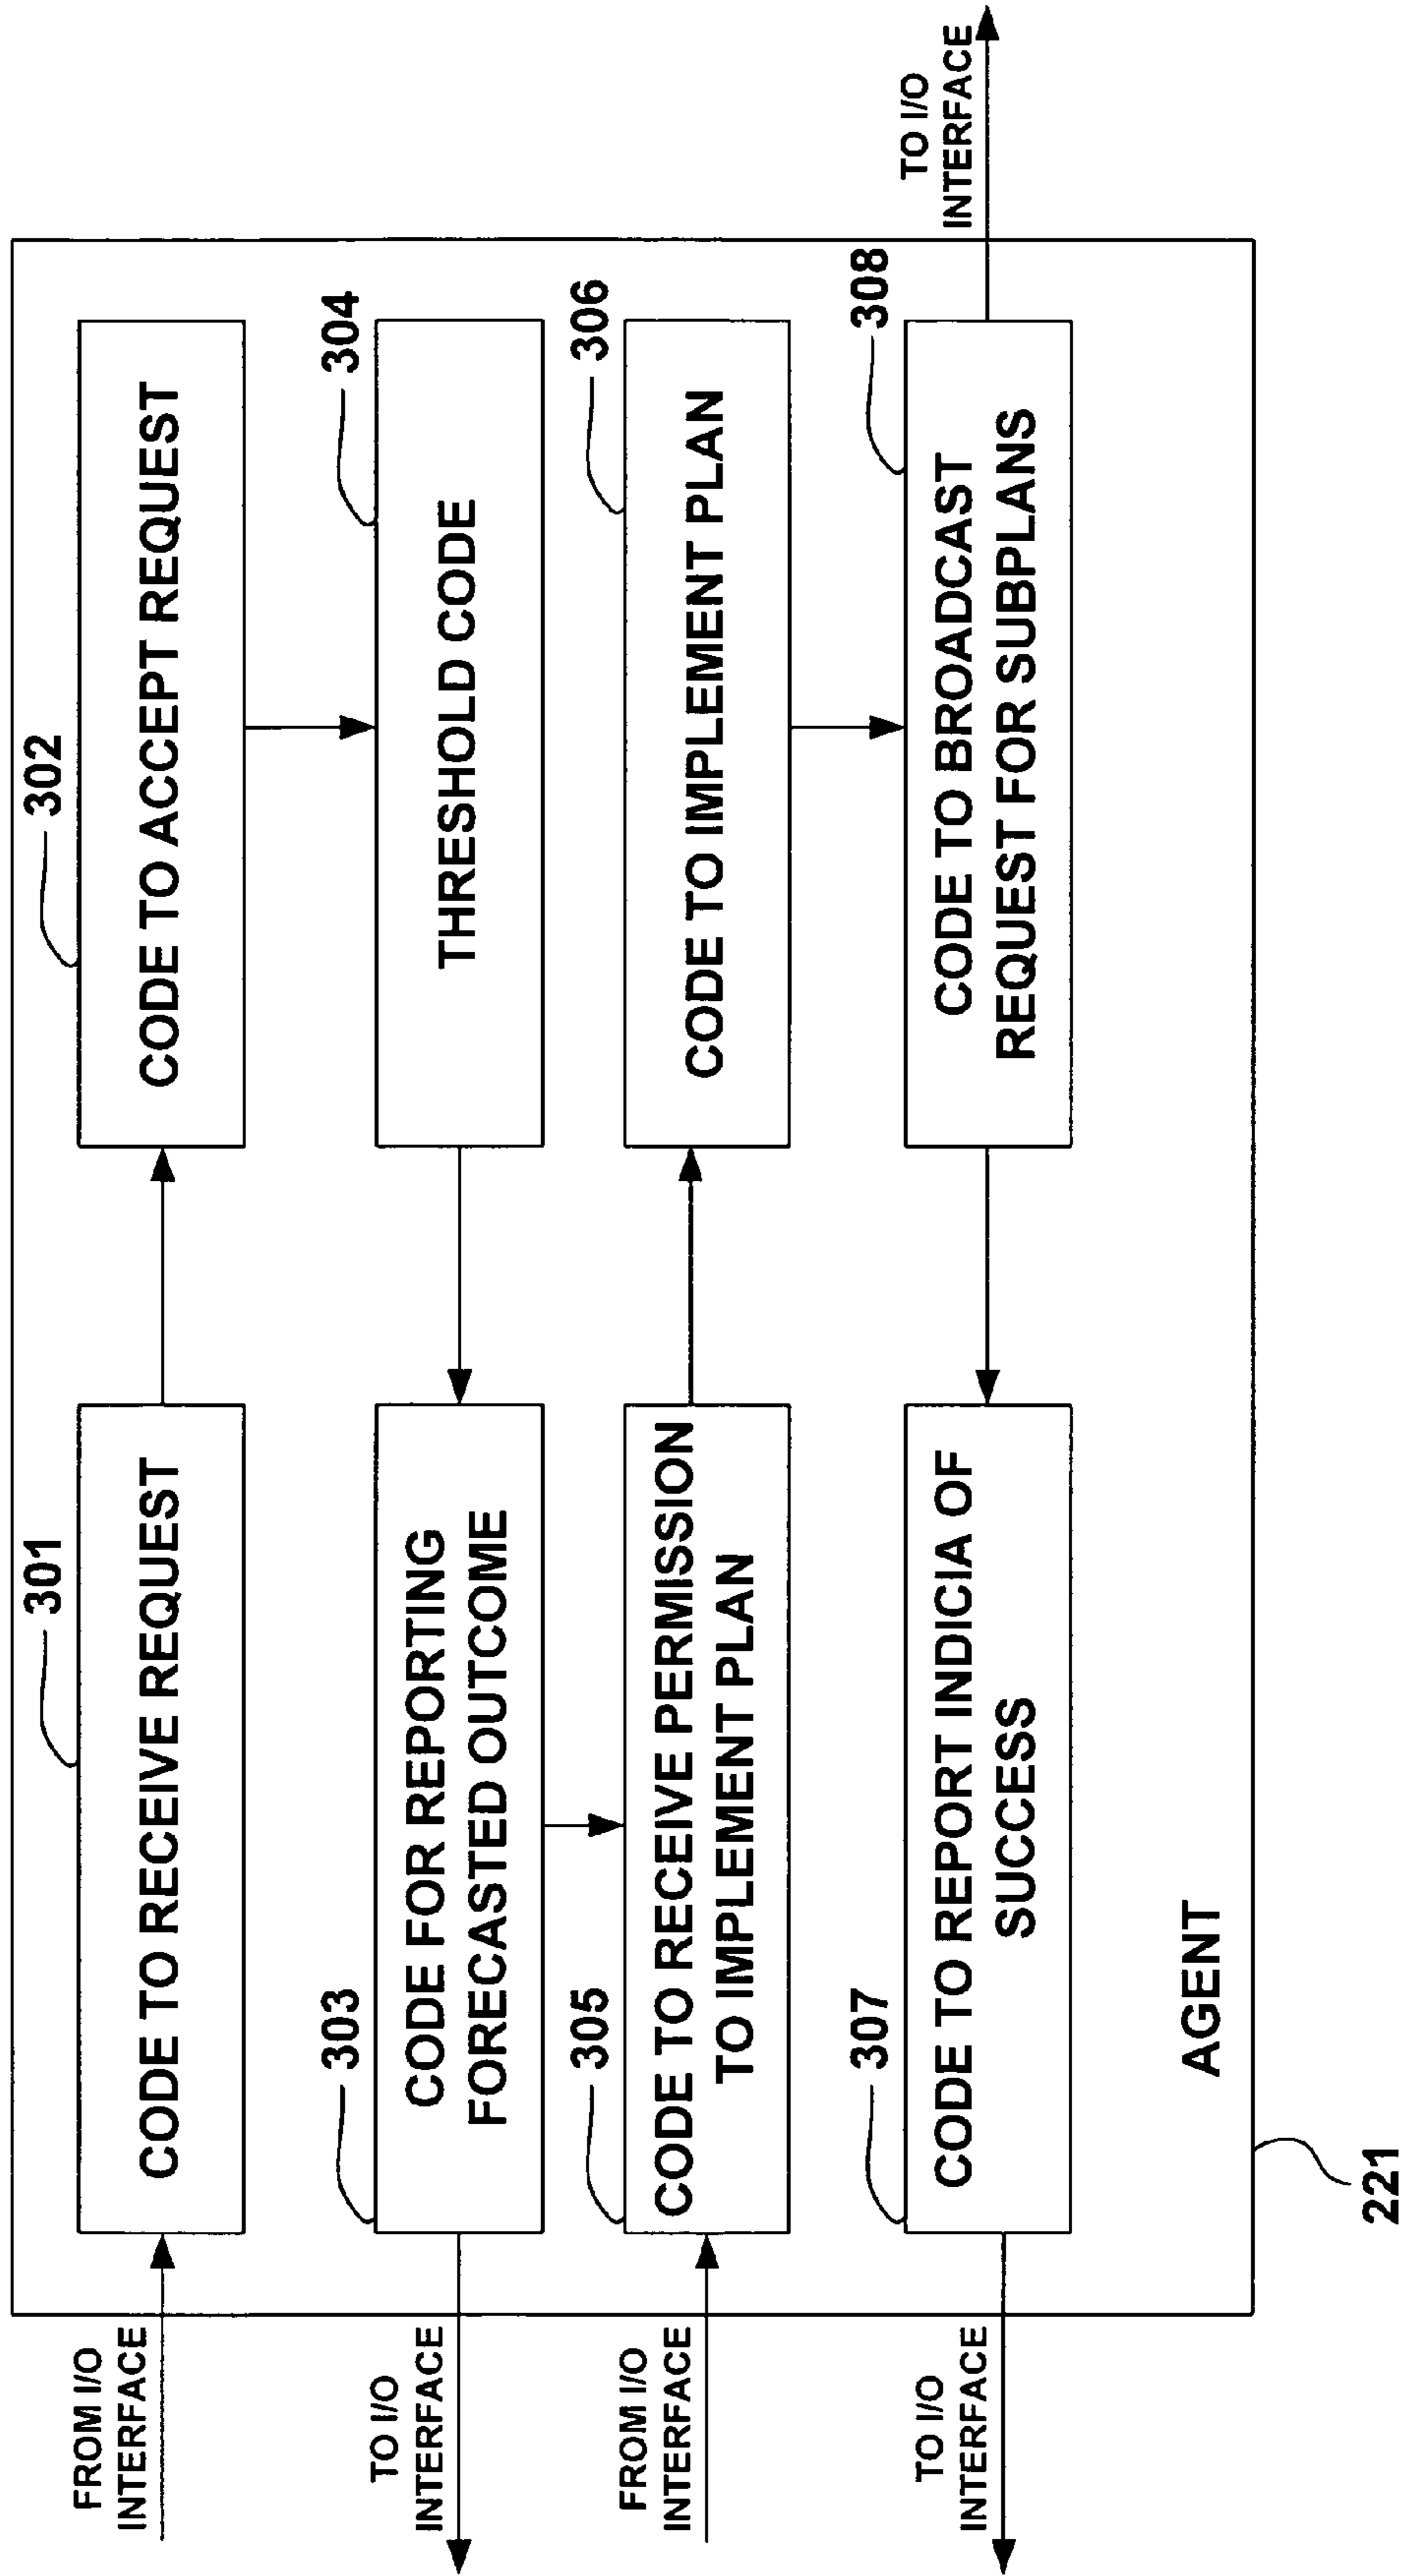 FROM I/O
INTERFACE
301
CODE TO RECEIVE REQUEST
302
CODE TO ACCEPT REQUEST
TO I/O
INTERFACE
303
CODE FOR REPORTING
FORECASTED OUTCOME
304
THRESHOLD CODE
FROM I/O
INTERFACE
305
CODE TO RECEIVE PERMISSION
TO IMPLEMENT PLAN
306
CODE TO IMPLEMENT PLAN
TO I/O
INTERFACE
307
CODE TO REPORT INDICIA OF
SUCCESS
308
CODE TO BROADCAST
REQUEST FOR SUBPLANS
TO I/O
INTERFACE
AGENT
221